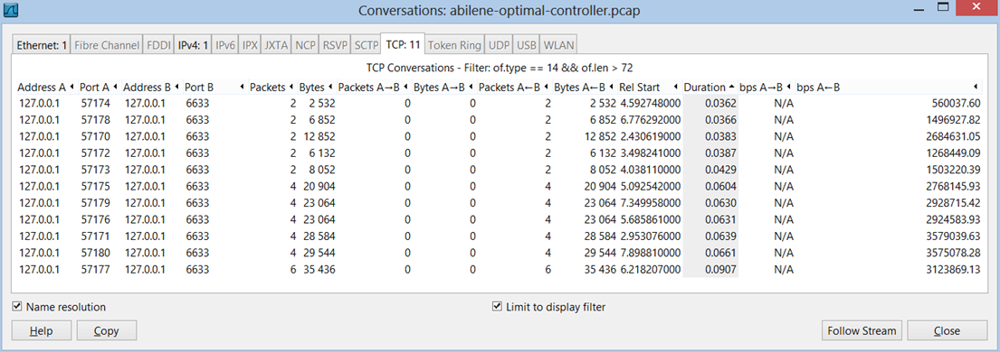 Conversations: abilene-optimal-controller.pcap
Ethernet: 1 Fibre Channel FDDI IPv4: 1 IPv6 IPX JXTA NCP RSVP SCTP TCP: 11 Token Ring UDP USB WLAN
TCP Conversations - Filter: of.type == 14 && of.len > 72
Address A Port A Address B Port B Packets Bytes Packets A→B Bytes A→B Packets A←B Bytes A←B Rel Start Duration bps A→B bps A←B
127.0.0.1 57174 127.0.0.1 6633 2 2 532 0 0 2 2 532 4.592748000 0.0362 N/A 560037.60
127.0.0.1 57178 127.0.0.1 6633 2 6 852 0 0 2 6 852 6.776292000 0.0366 N/A 1496927.82
127.0.0.1 57170 127.0.0.1 6633 2 12 852 0 0 2 12 852 2.430619000 0.0383 N/A 2684631.05
127.0.0.1 57172 127.0.0.1 6633 2 6 132 0 0 2 6 132 3.498241000 0.0387 N/A 1268449.09
127.0.0.1 57173 127.0.0.1 6633 2 8 052 0 0 2 8 052 4.038110000 0.0429 N/A 1503220.39
127.0.0.1 57175 127.0.0.1 6633 4 20 904 0 0 4 20 904 5.092542000 0.0604 N/A 2768145.93
127.0.0.1 57179 127.0.0.1 6633 4 23 064 0 0 4 23 064 7.349958000 0.0630 N/A 2928715.42
127.0.0.1 57176 127.0.0.1 6633 4 23 064 0 0 4 23 064 5.685861000 0.0631 N/A 2924583.93
127.0.0.1 57171 127.0.0.1 6633 4 28 584 0 0 4 28 584 2.953076000 0.0639 N/A 3579039.63
127.0.0.1 57180 127.0.0.1 6633 4 29 544 0 0 4 29 544 7.898810000 0.0661 N/A 3575078.28
127.0.0.1 57177 127.0.0.1 6633 6 35 436 0 0 6 35 436 6.218207000 0.0907 N/A 3123869.13
Name resolution Limit to display filter
Help Copy Follow Stream Close